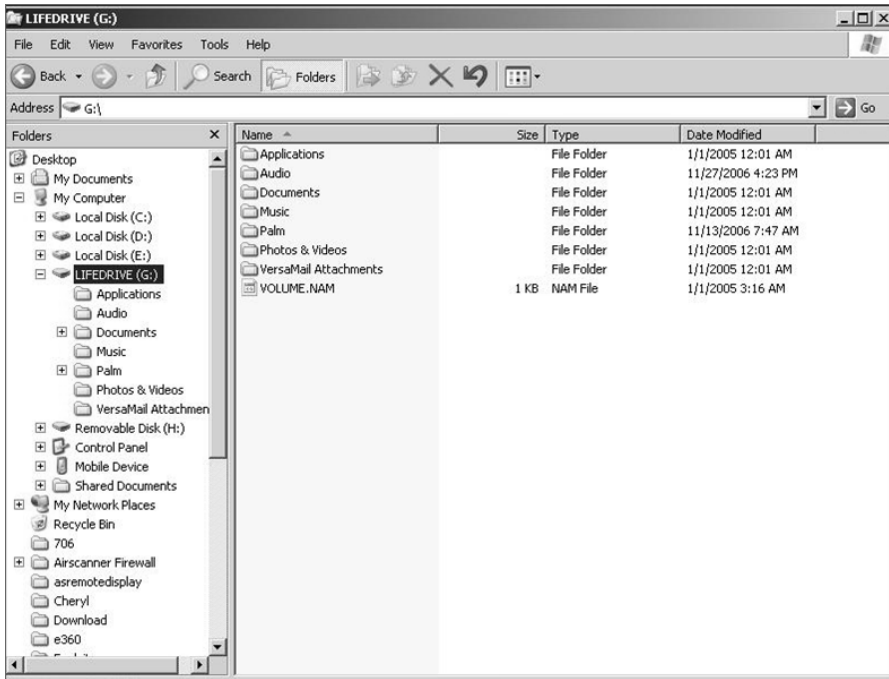 LIFEDRIVE (G:)
File Edit View Favorites Tools Help
Back Search Folders
Address G:\ Go
Folders
Desktop
My Documents
My Computer
Local Disk (C:)
Local Disk (D:)
Local Disk (E:)
LIFEDRIVE (G:)
Applications
Audio
Documents
Music
Palm
Photos & Videos
VersaMail Attachmen
Removable Disk (H:)
Control Panel
Mobile Device
Shared Documents
My Network Places
Recycle Bin
706
Airscanner Firewall
asremotedisplay
Cheryl
Download
e360
Name Size Type Date Modified
Applications File Folder 1/1/2005 12:01 AM
Audio File Folder 11/27/2006 4:23 PM
Documents File Folder 1/1/2005 12:01 AM
Music File Folder 1/1/2005 12:01 AM
Palm File Folder 11/13/2006 7:47 AM
Photos & Videos File Folder 1/1/2005 12:01 AM
VersaMail Attachments File Folder 1/1/2005 12:01 AM
VOLUME.NAM 1 KB NAM File 1/1/2005 3:16 AM